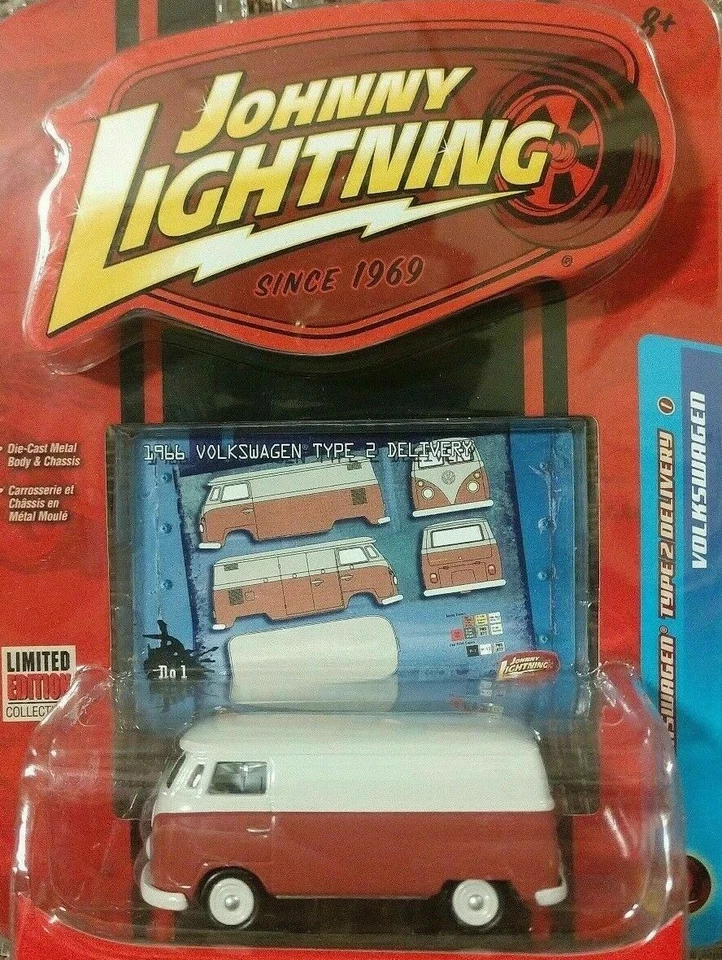 8+
JOHNNY
LIGHTNING
®
SINCE 1969
• Die-Cast Metal
Body & Chassis
• Carrosserie et
Châssis en
Métal Moulé
1966 VOLKSWAGEN TYPE 2 DELIVERY
no 1
JOHNNY
LIGHTNING
LIMITED
EDITION
VOLKSWAGEN
SWAGEN® TYPE 2 DELIVERY